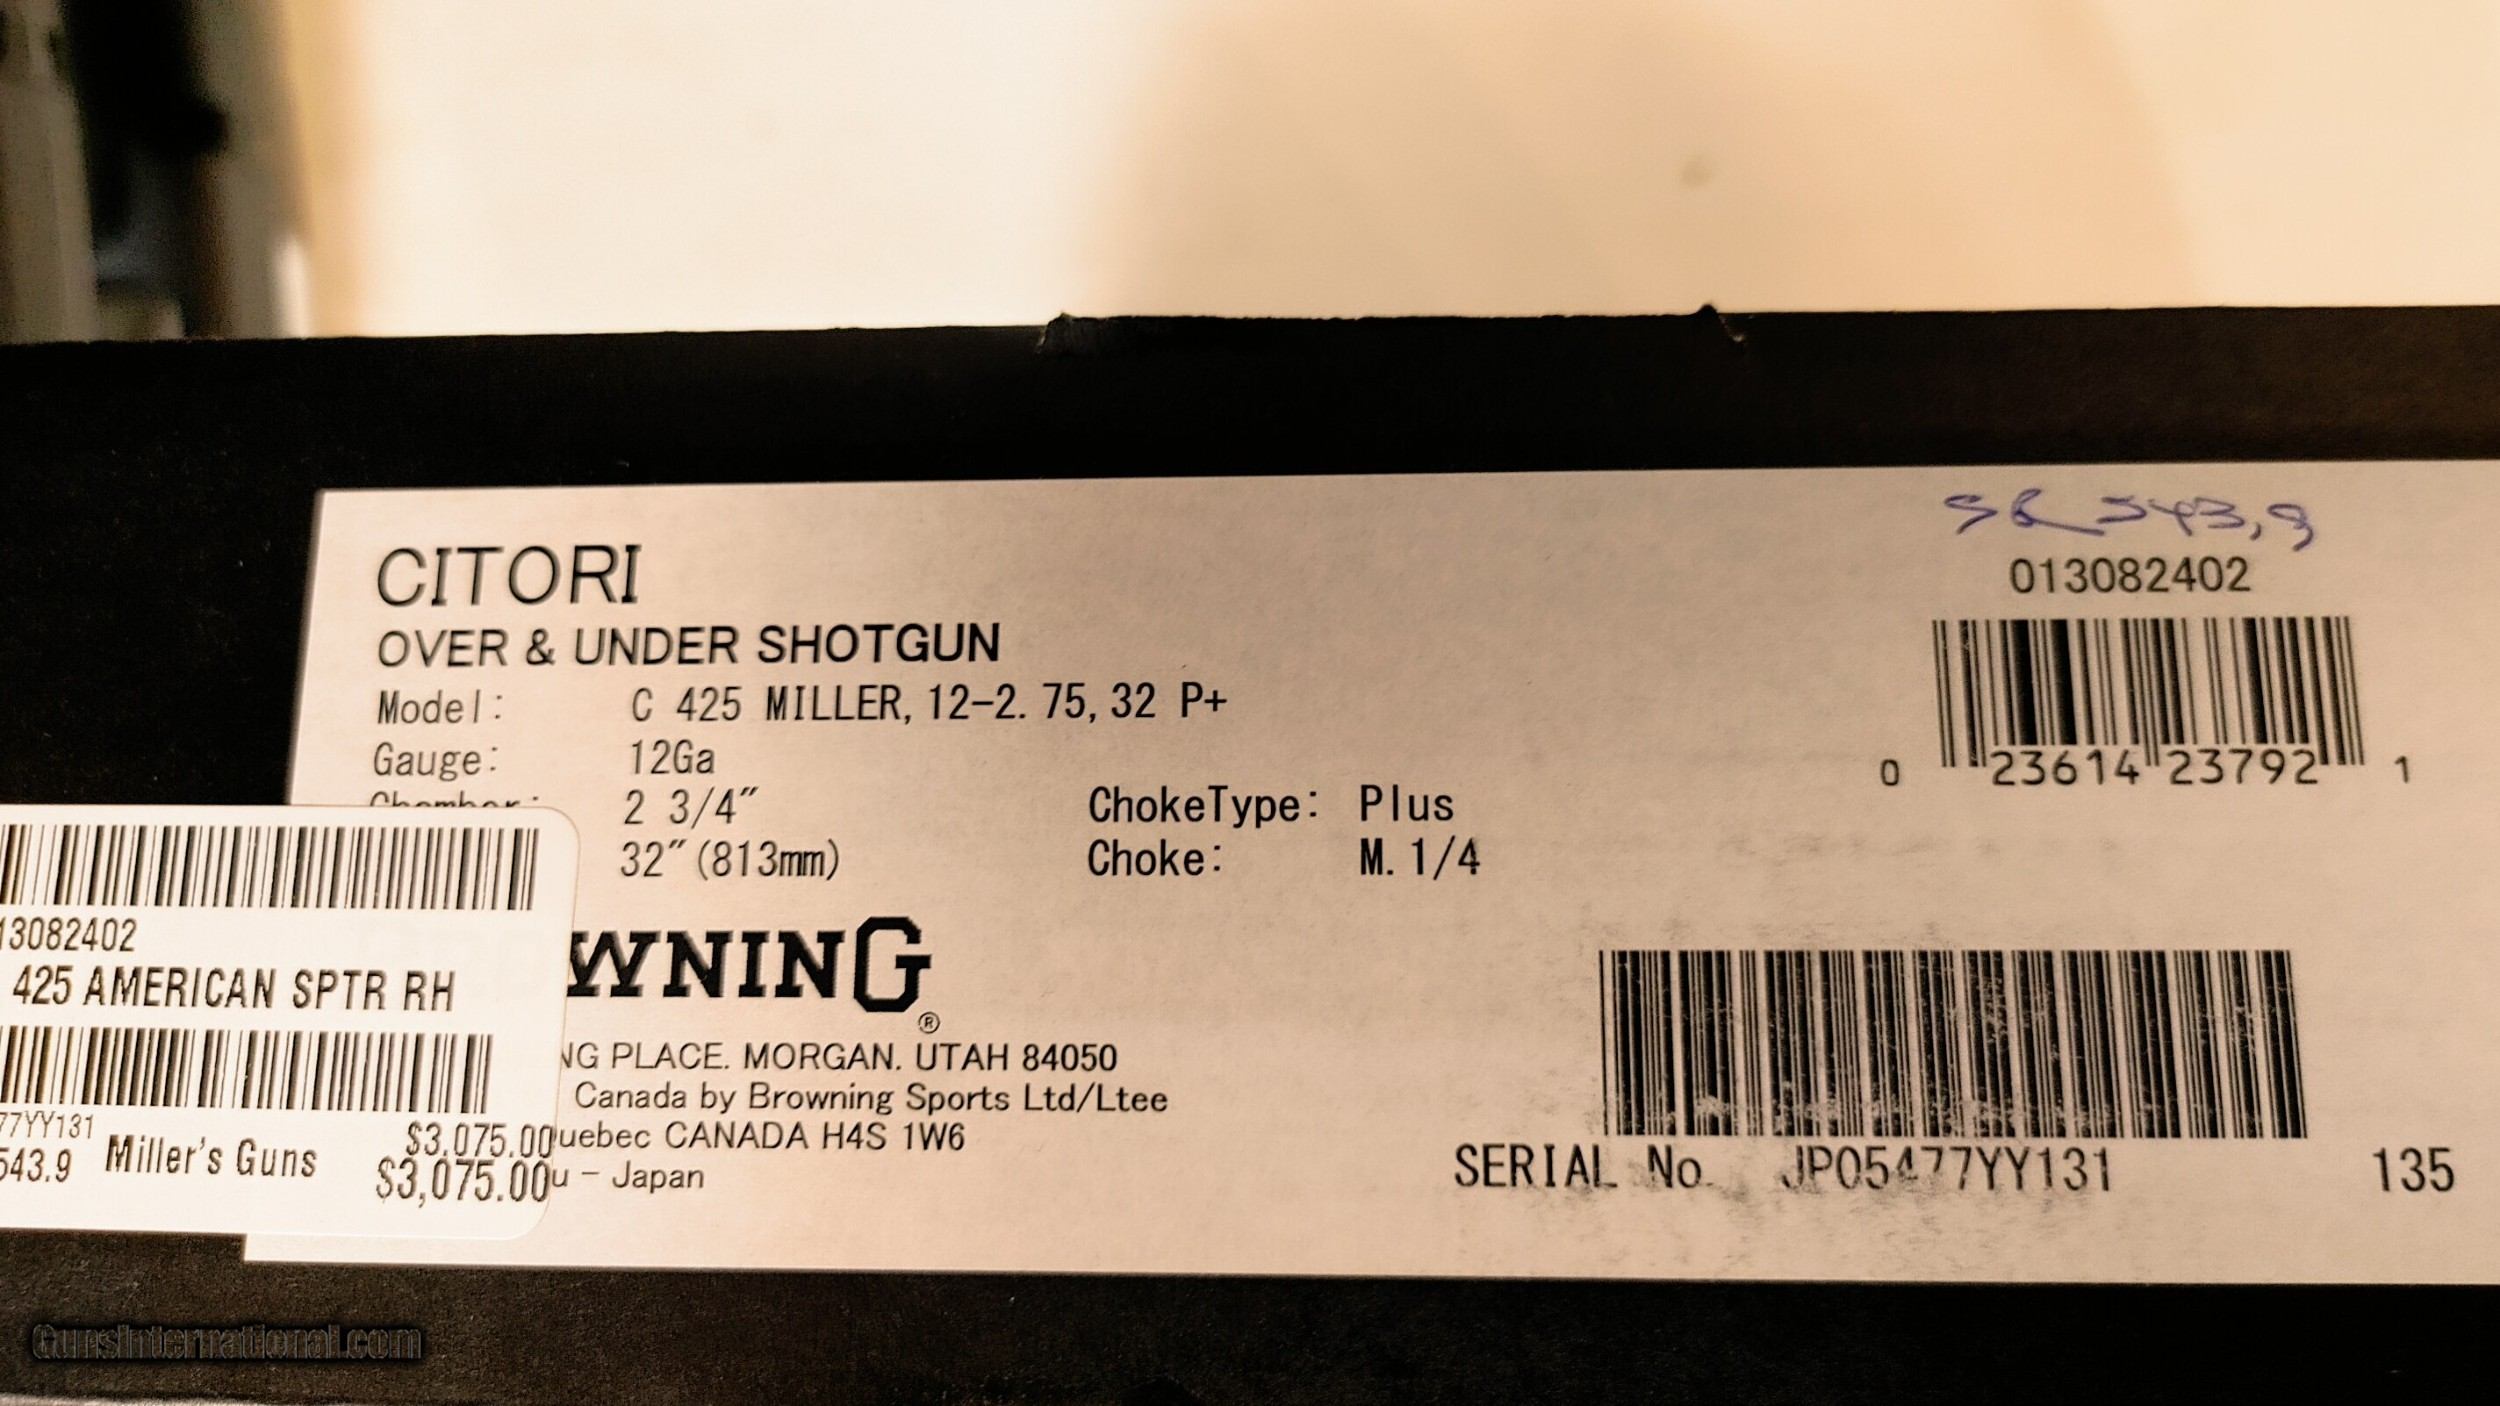 543,9
013082402
CITORI
OVER & UNDER SHOTGUN
Model: C 425 MILLER, 12-2.75, 32 P+
Gauge: 12Ga
Chamber: 2 3/4"
32"(813mm)
ChokeType: Plus
Choke: M. 1/4
0 23614 23792 1
WNING®
NG PLACE. MORGAN. UTAH 84050
Canada by Browning Sports Ltd/Ltee
uebec CANADA H4S 1W6
u - Japan
SERIAL No. JP05477YY131
135
13082402
425 AMERICAN SPTR RH
77YY131
543.9 Miller's Guns
$3,075.00
$3,075.00
GunsInternational.com